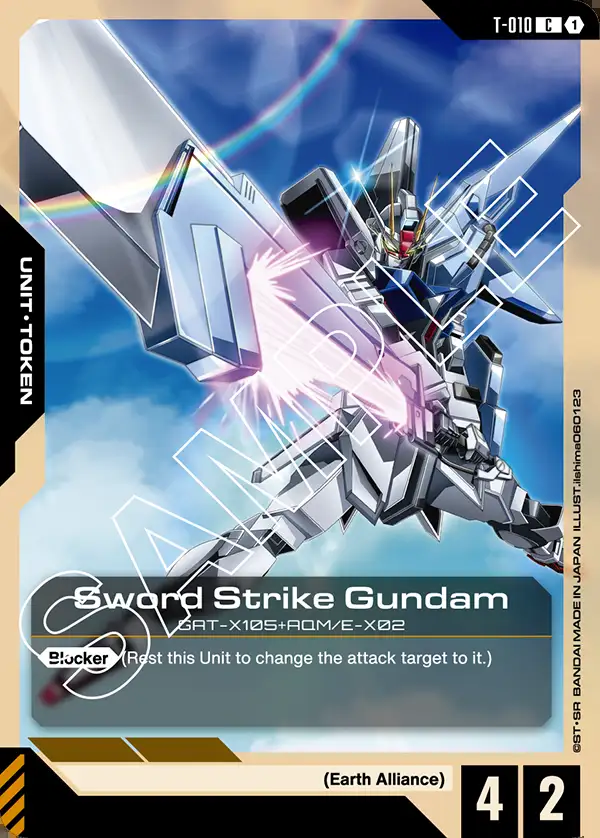 T-010 C 1
UNIT・TOKEN
SAMPLE
Sword Strike Gundam
GAT-X105+AQM/E-X02
Blocker (Rest this Unit to change the attack target to it.)
(Earth Alliance)
4 2
©ST・SR BANDAI MADE IN JAPAN ILLUST.iishima060123